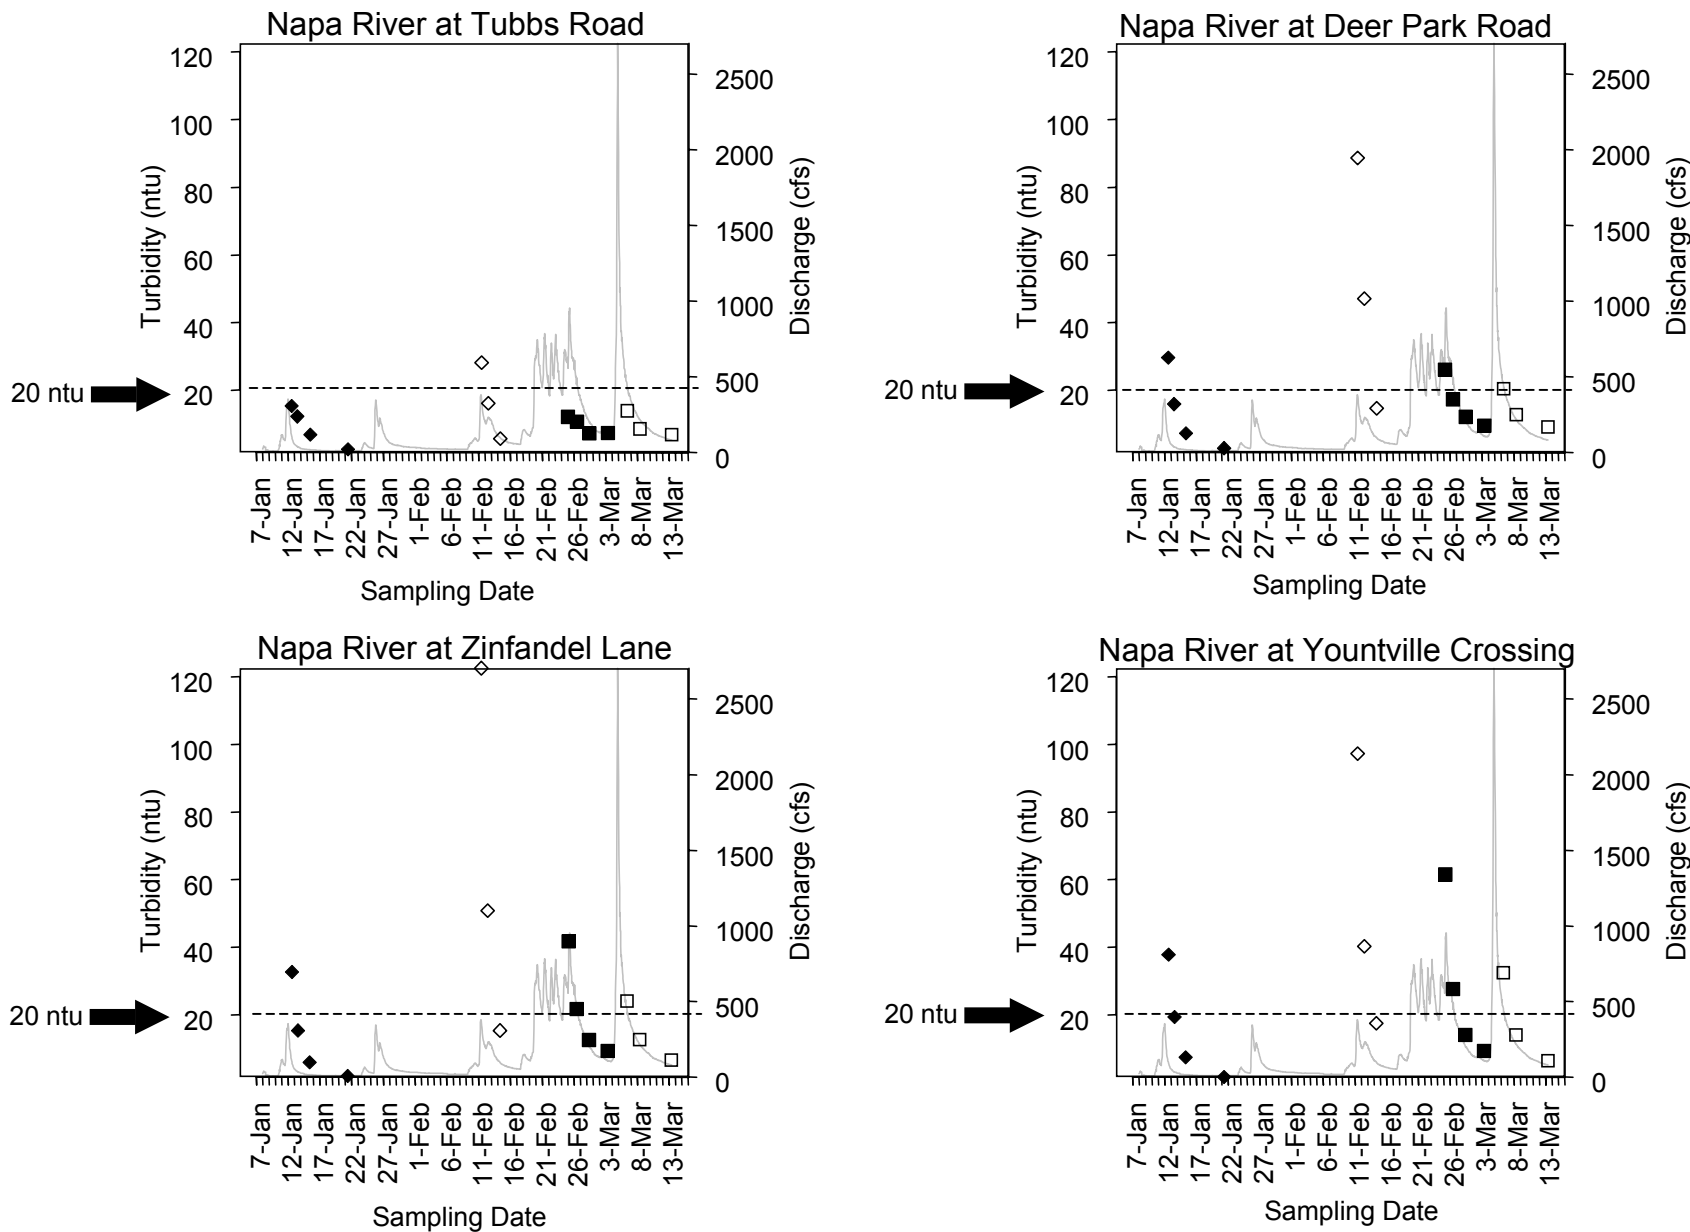 Napa River at Tubbs Road
Turbidity (ntu)
120
100
80
60
40
20
20 ntu
2500
2000
1500
1000
500
0
Discharge (cfs)
7-Jan
12-Jan
17-Jan
22-Jan
27-Jan
1-Feb
6-Feb
11-Feb
16-Feb
21-Feb
26-Feb
3-Mar
8-Mar
13-Mar
Sampling Date
Napa River at Deer Park Road
Turbidity (ntu)
120
100
80
60
40
20
20 ntu
2500
2000
1500
1000
500
0
Discharge (cfs)
7-Jan
12-Jan
17-Jan
22-Jan
27-Jan
1-Feb
6-Feb
11-Feb
16-Feb
21-Feb
26-Feb
3-Mar
8-Mar
13-Mar
Sampling Date
Napa River at Zinfandel Lane
Turbidity (ntu)
120
100
80
60
40
20
20 ntu
2500
2000
1500
1000
500
0
Discharge (cfs)
7-Jan
12-Jan
17-Jan
22-Jan
27-Jan
1-Feb
6-Feb
11-Feb
16-Feb
21-Feb
26-Feb
3-Mar
8-Mar
13-Mar
Sampling Date
Napa River at Yountville Crossing
Turbidity (ntu)
120
100
80
60
40
20
20 ntu
2500
2000
1500
1000
500
0
Discharge (cfs)
7-Jan
12-Jan
17-Jan
22-Jan
27-Jan
1-Feb
6-Feb
11-Feb
16-Feb
21-Feb
26-Feb
3-Mar
8-Mar
13-Mar
Sampling Date